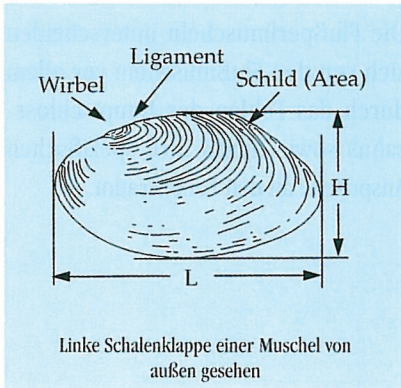 Ligament
Wirbel
Schild (Area)
H
L
Linke Schalenklappe einer Muschel von
außen gesehen